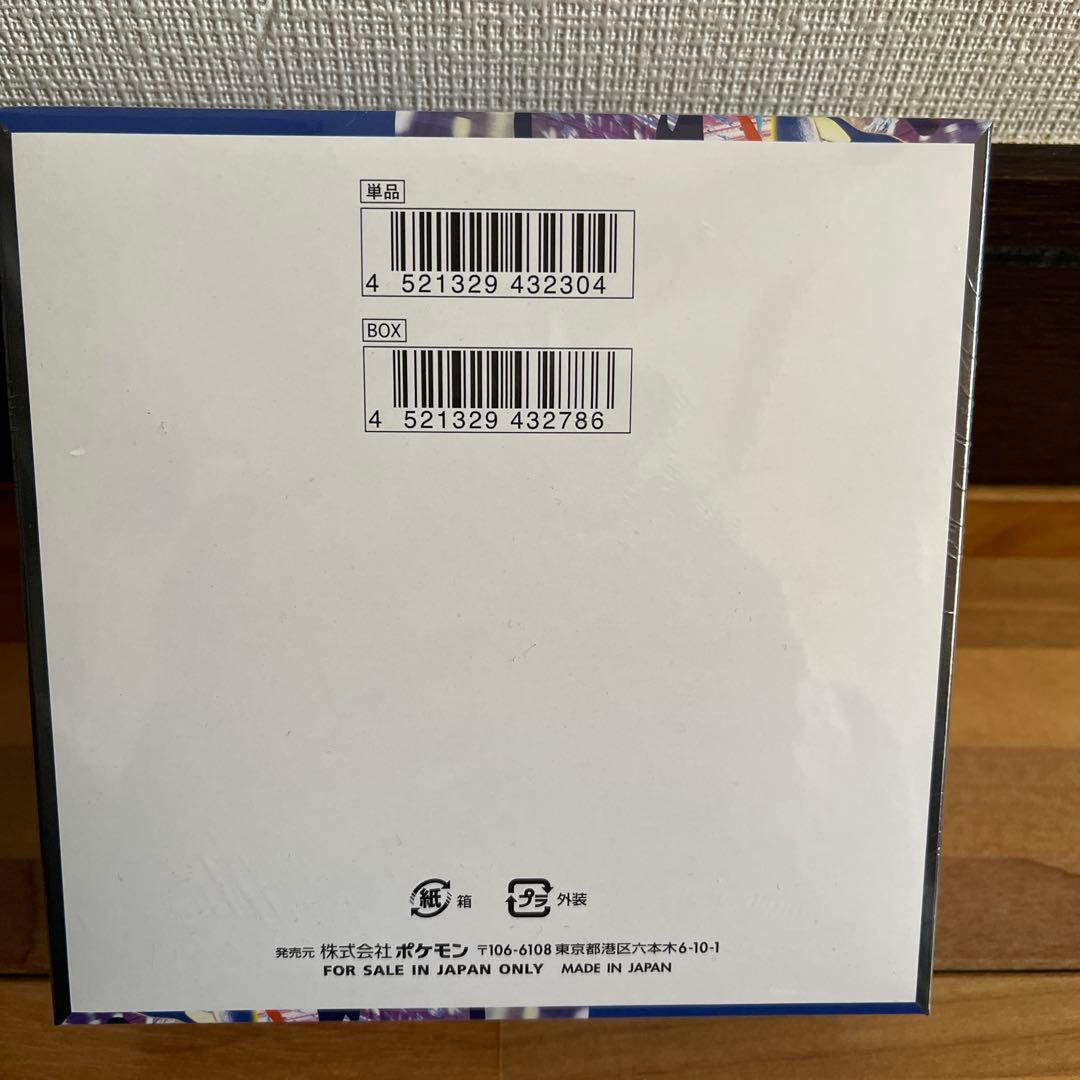 単品
4 521329 432304
BOX
4 521329 432786
紙 箱 プラ 外装
発売元 株式会社 ポケモン 〒106-6108 東京都港区六本木6-10-1
FOR SALE IN JAPAN ONLY MADE IN JAPAN